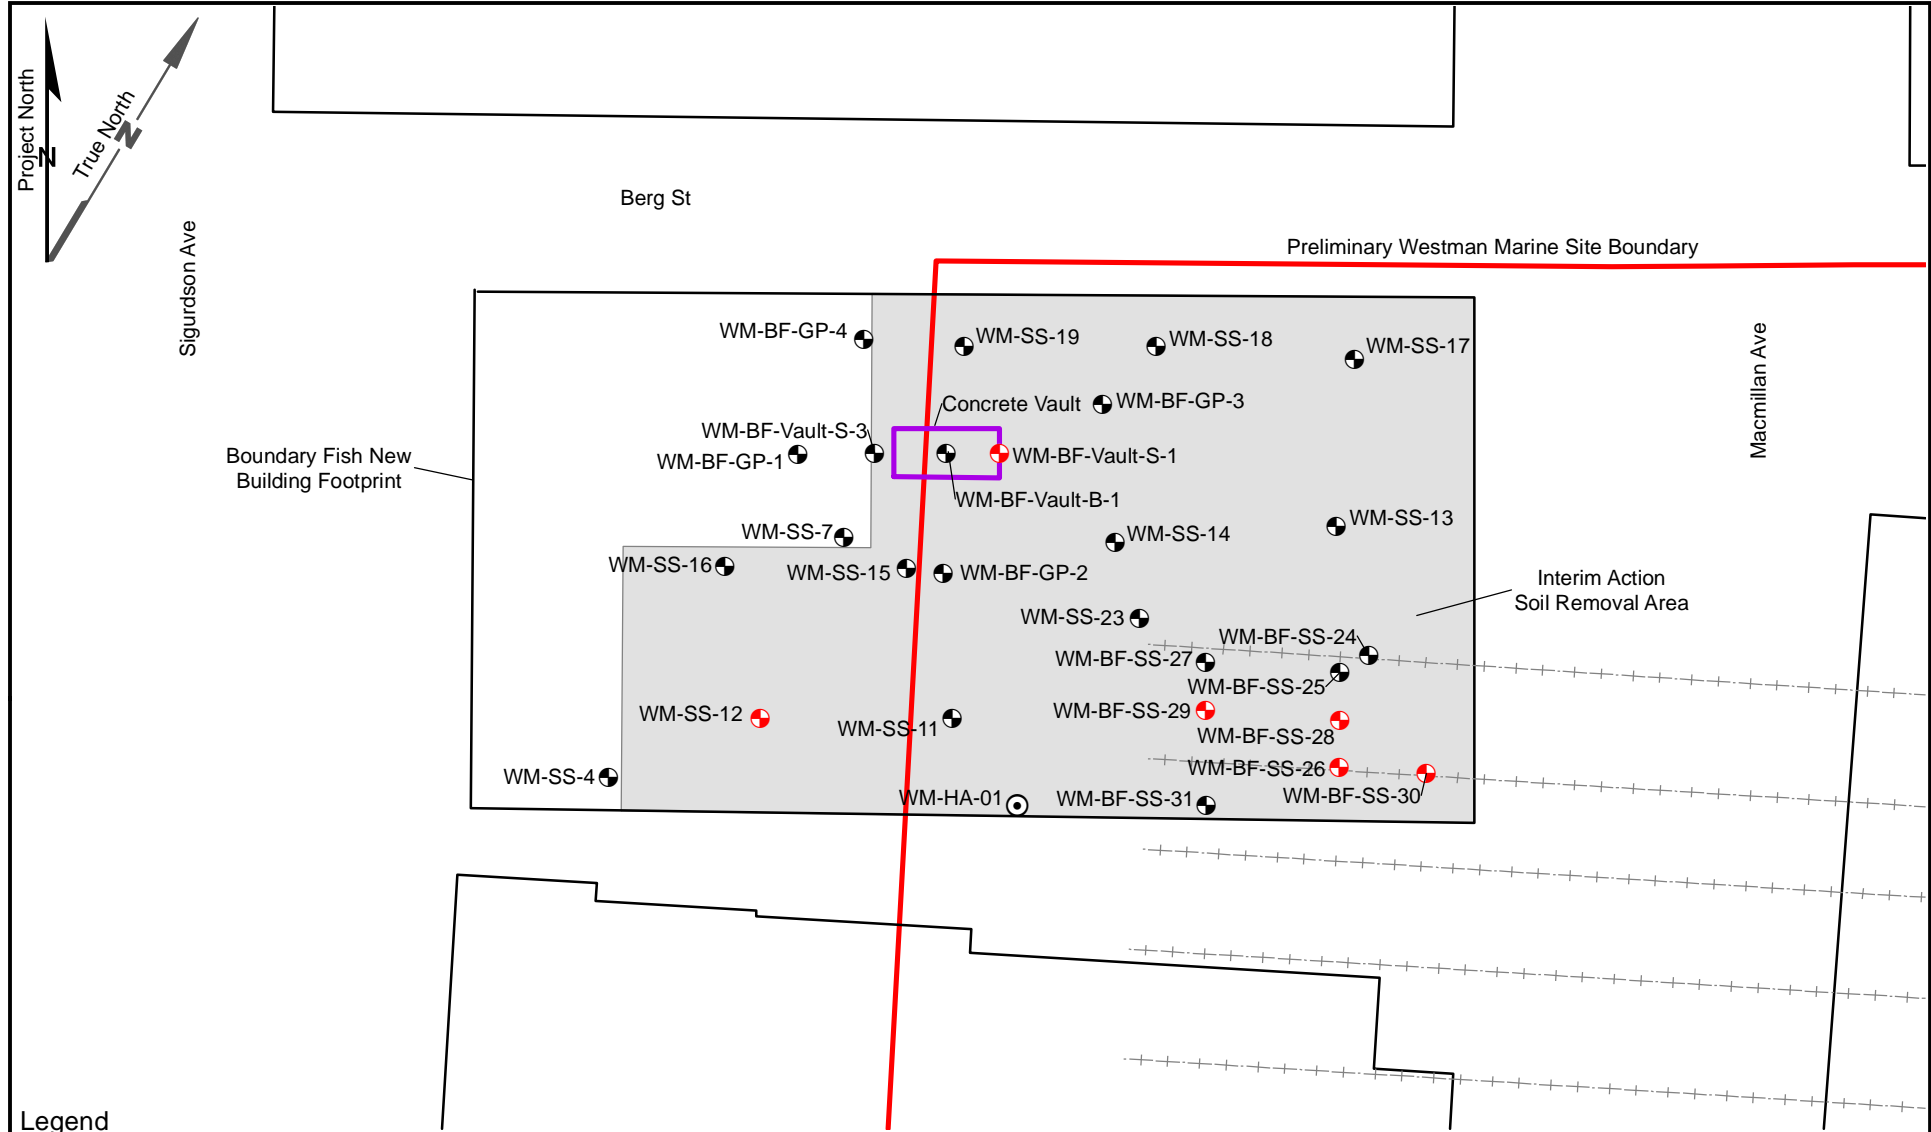 Project North
N
True North
N
Sigurdson Ave
Berg St
Preliminary Westman Marine Site Boundary
Macmillan Ave
WM-BF-GP-4
WM-SS-19
WM-SS-18
WM-SS-17
Concrete Vault
WM-BF-GP-3
WM-BF-Vault-S-3
WM-BF-GP-1
WM-BF-Vault-S-1
Boundary Fish New
Building Footprint
WM-BF-Vault-B-1
WM-SS-7
WM-SS-14
WM-SS-13
WM-SS-16
WM-SS-15
WM-BF-GP-2
Interim Action
Soil Removal Area
WM-SS-23
WM-BF-SS-24
WM-BF-SS-27
WM-BF-SS-25
WM-SS-12
WM-SS-11
WM-BF-SS-29
WM-BF-SS-28
WM-SS-4
WM-BF-SS-26
WM-HA-01
WM-BF-SS-31
WM-BF-SS-30
Legend